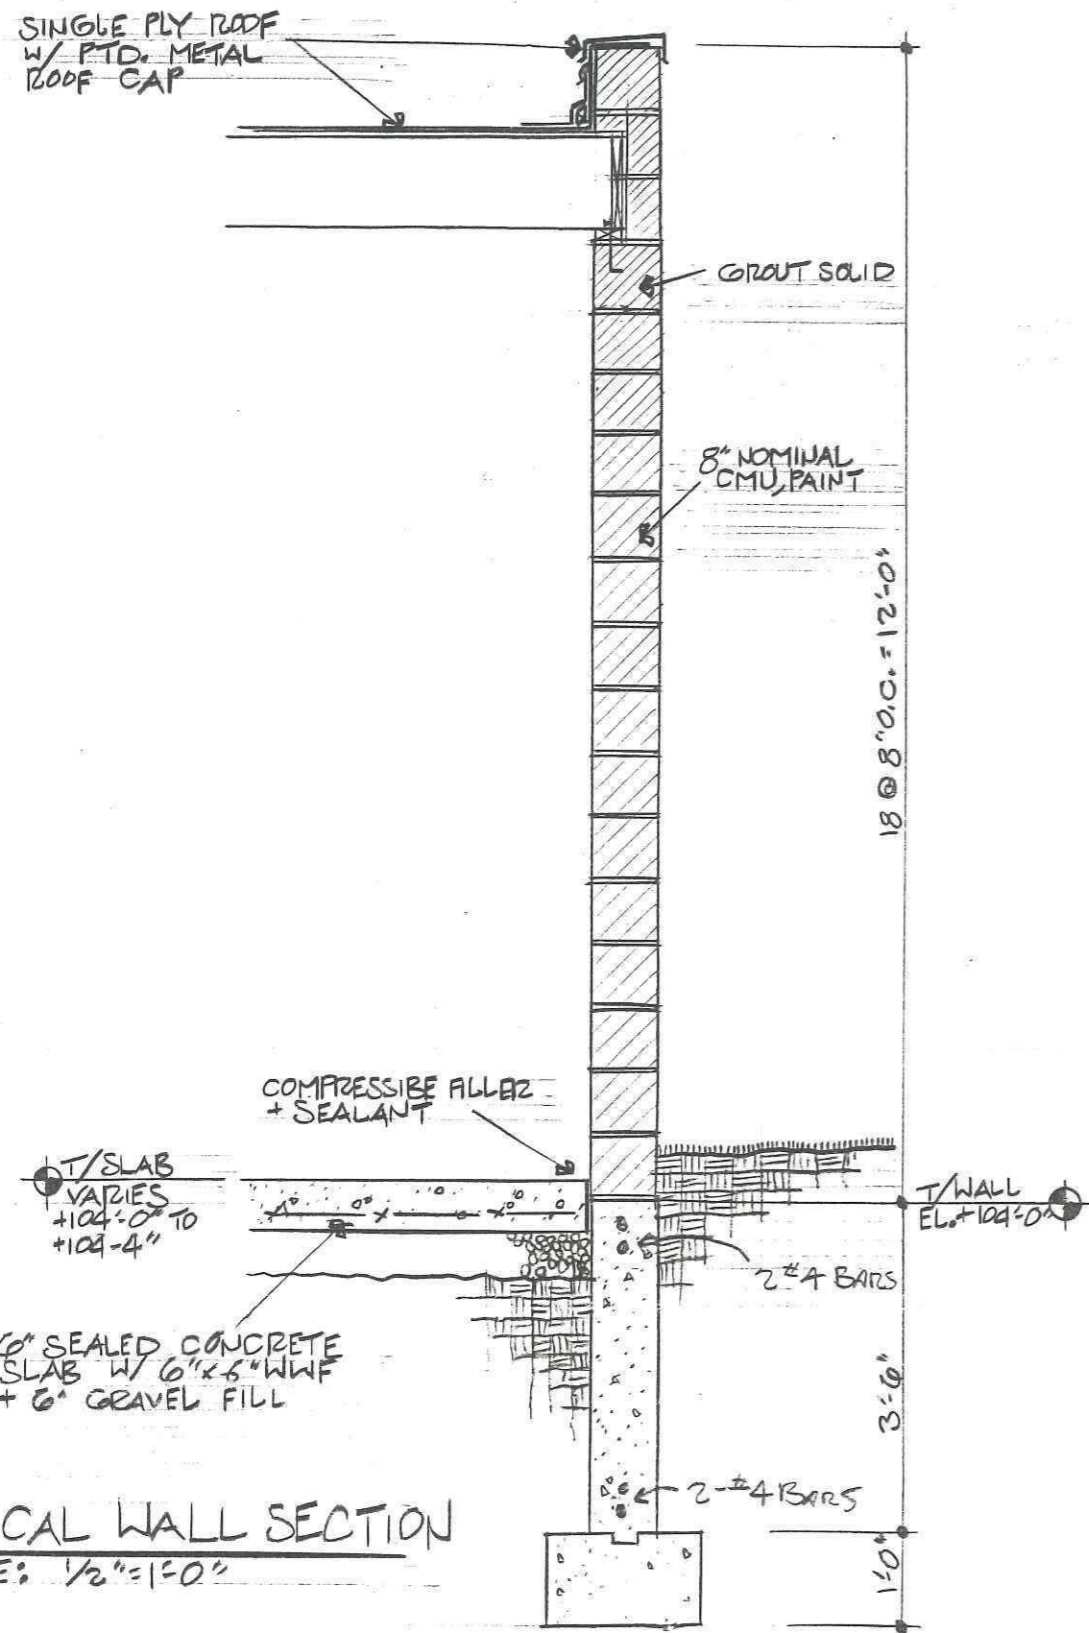 SINGLE PLY ROOF
W/ PTD. METAL
ROOF CAP
GROUT SOLID
8" NOMINAL
CMU, PAINT
18 @ 8" O.C. = 12'-0"
COMPRESSIBE FILLER
+ SEALANT
T/SLAB
VARIES
+104'-0" TO
+104-4"
T/WALL
EL. +104'-0"
2 #4 BARS
6" SEALED CONCRETE
SLAB W/ 6"x6" WWF
+ 6" GRAVEL FILL
3'-6"
2-#4 BARS
CAL WALL SECTION
E: 1/2"=1'-0"
1'-0"